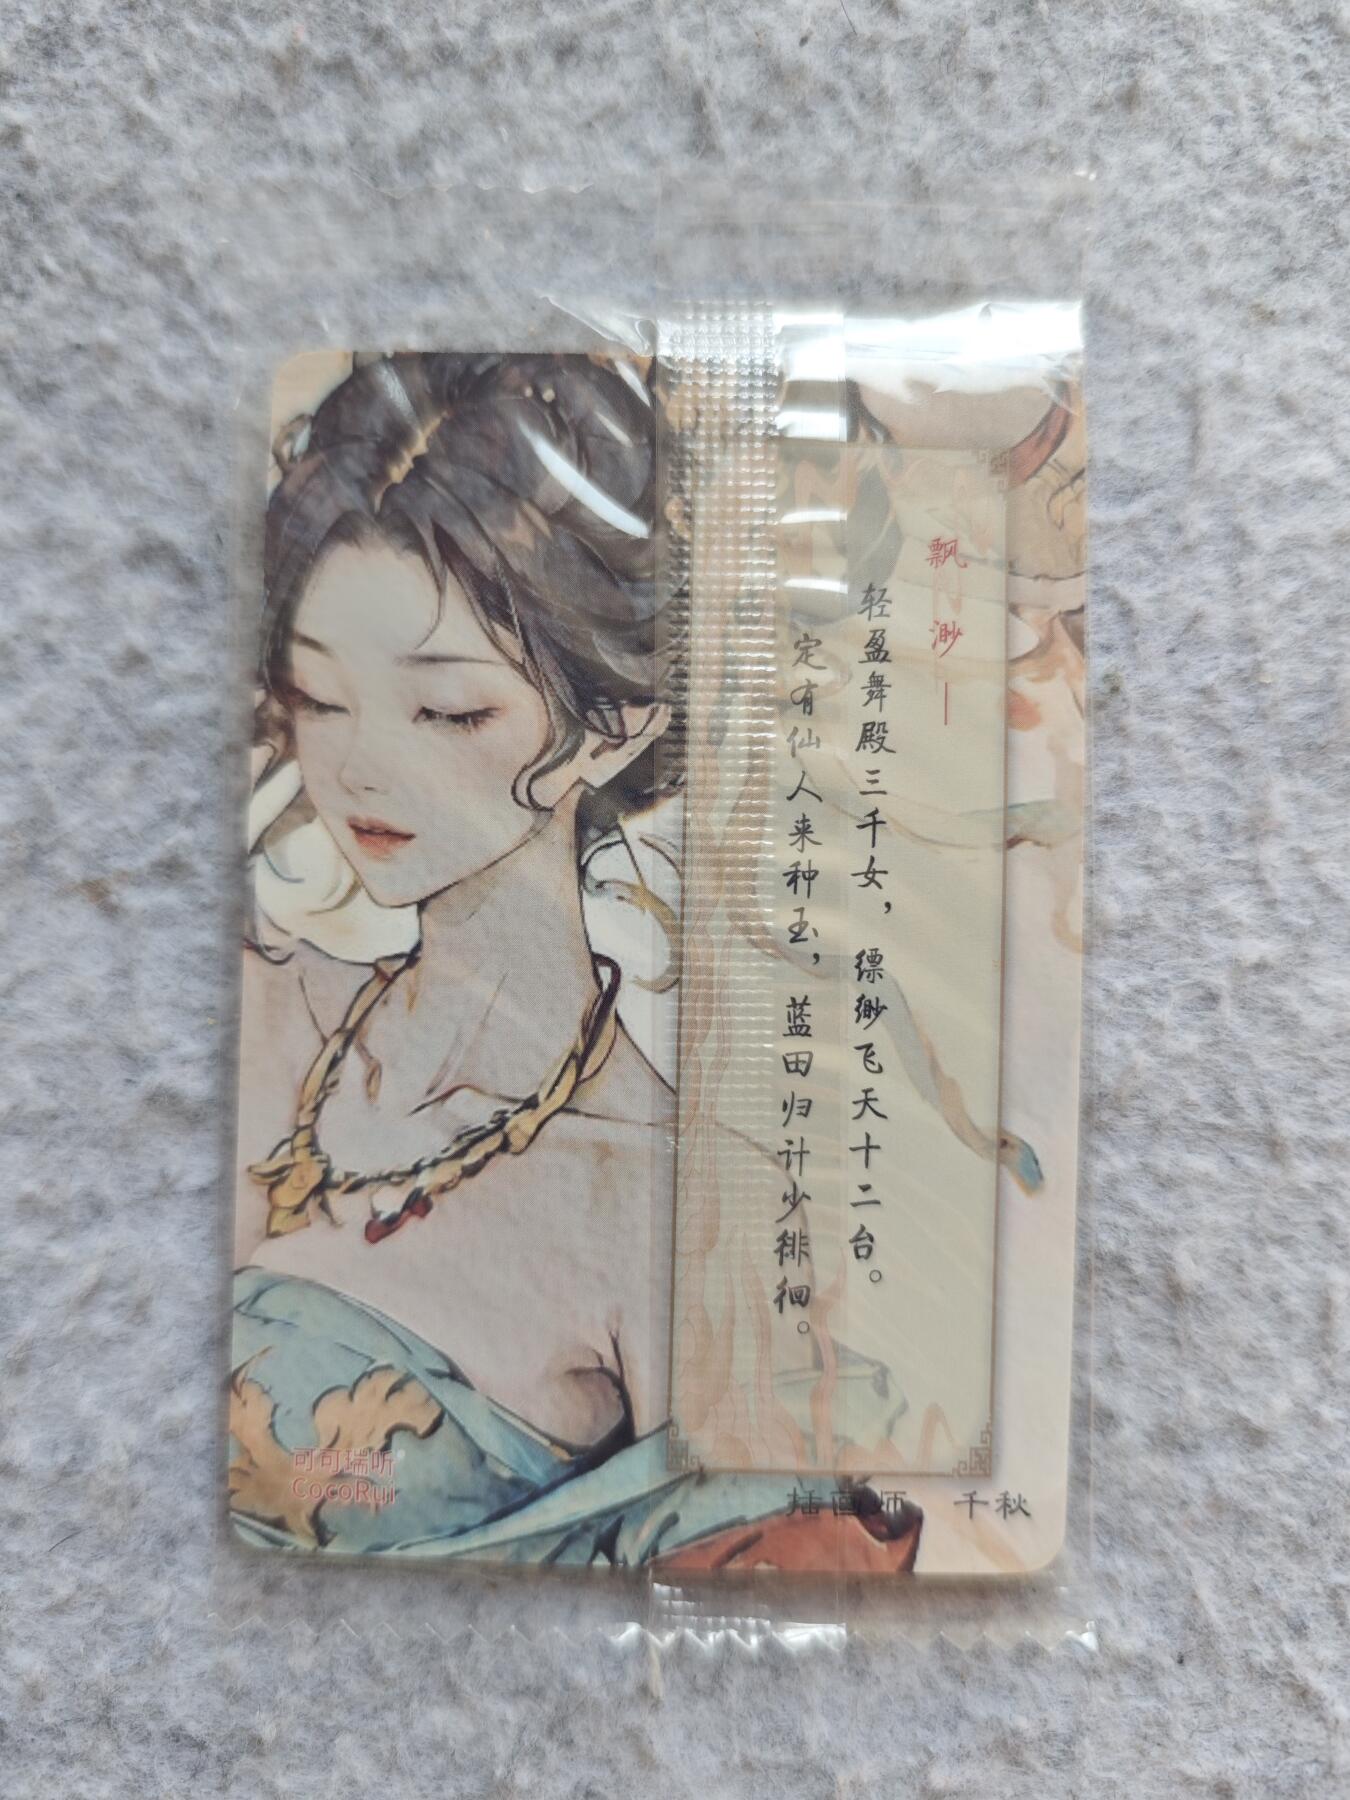 飘渺 —
轻盈舞殿三千女，缥缈飞天十二台。
定有仙人来种玉，蓝田归计少徘徊。
可可瑞听
CocoRui
插画师 千秋